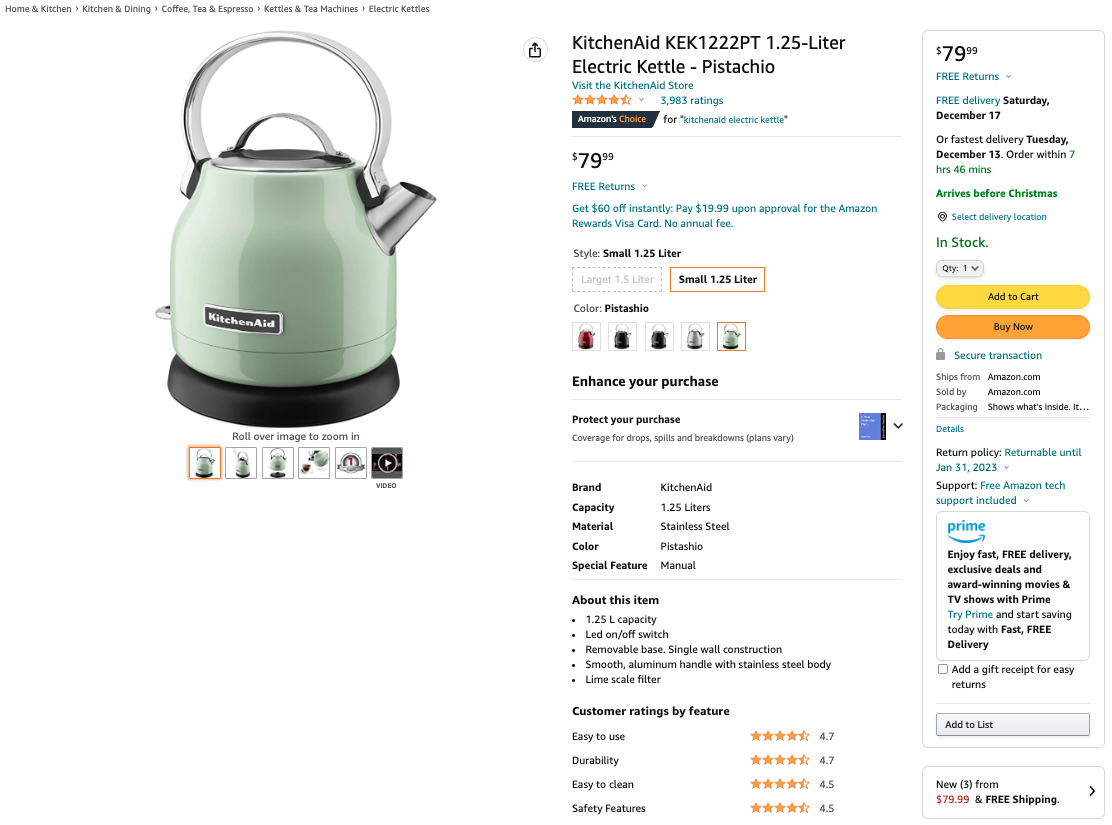 Home & Kitchen › Kitchen & Dining › Coffee, Tea & Espresso › Kettles & Tea Machines › Electric Kettles
KitchenAid
Roll over image to zoom in
VIDEO
KitchenAid KEK1222PT 1.25-Liter
Electric Kettle - Pistachio
Visit the KitchenAid Store
3,983 ratings
Amazon's Choice for "kitchenaid electric kettle"
$79.99
FREE Returns
Get $60 off instantly: Pay $19.99 upon approval for the Amazon
Rewards Visa Card. No annual fee.
Style: Small 1.25 Liter
Larget 1.5 Liter Small 1.25 Liter
Color: Pistashio
Enhance your purchase
Protect your purchase
Coverage for drops, spills and breakdowns (plans vary)
Brand KitchenAid
Capacity 1.25 Liters
Material Stainless Steel
Color Pistashio
Special Feature Manual
About this item
• 1.25 L capacity
• Led on/off switch
• Removable base. Single wall construction
• Smooth, aluminum handle with stainless steel body
• Lime scale filter
Customer ratings by feature
Easy to use 4.7
Durability 4.7
Easy to clean 4.5
Safety Features 4.5
$79.99
FREE Returns
FREE delivery Saturday,
December 17
Or fastest delivery Tuesday,
December 13. Order within 7
hrs 46 mins
Arrives before Christmas
Select delivery location
In Stock.
Qty: 1
Add to Cart
Buy Now
Secure transaction
Ships from Amazon.com
Sold by Amazon.com
Packaging Shows what's inside. It…
Details
Return policy: Returnable until
Jan 31, 2023
Support: Free Amazon tech
support included
prime
Enjoy fast, FREE delivery,
exclusive deals and
award-winning movies &
TV shows with Prime
Try Prime and start saving
today with Fast, FREE
Delivery
Add a gift receipt for easy
returns
Add to List
New (3) from
$79.99 & FREE Shipping.